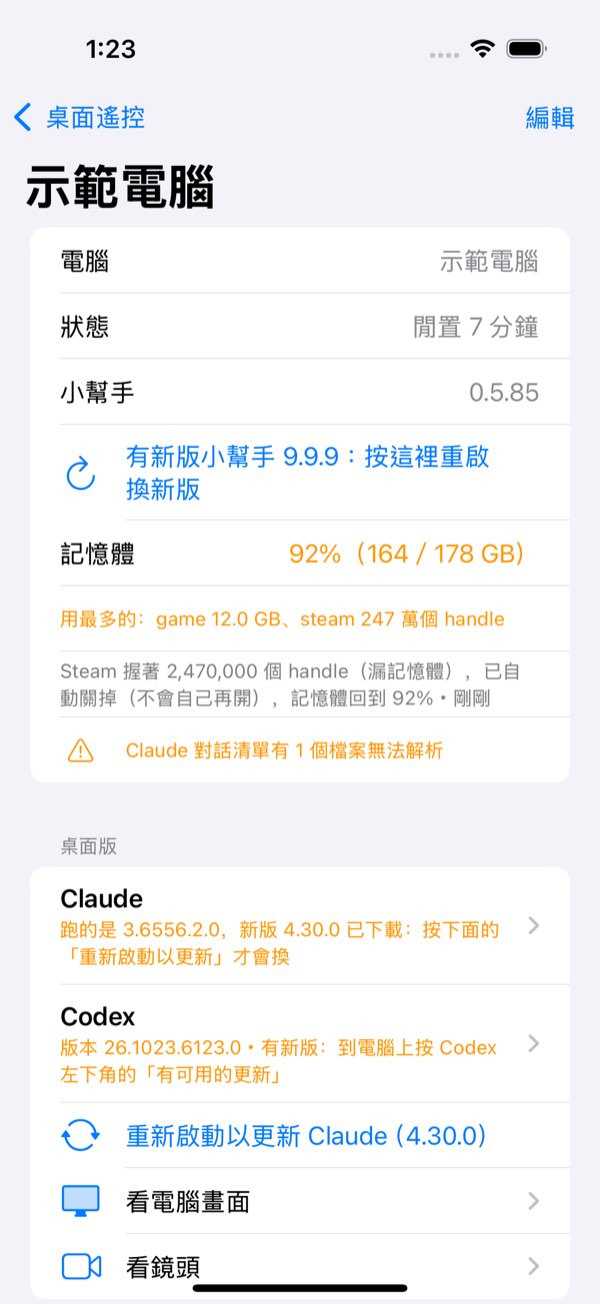 1:23
桌面遙控
編輯
示範電腦
電腦
示範電腦
狀態
閒置 7 分鐘
小幫手
0.5.85
有新版小幫手 9.9.9：按這裡重啟
換新版
記憶體
92%（164 / 178 GB）
用最多的：game 12.0 GB、steam 247 萬個 handle
Steam 握著 2,470,000 個 handle（漏記憶體），已自
動關掉（不會自己再開），記憶體回到 92%・剛剛
Claude 對話清單有 1 個檔案無法解析
桌面版
Claude
跑的是 3.6556.2.0，新版 4.30.0 已下載：按下面的
「重新啟動以更新」才會換
Codex
版本 26.1023.6123.0・有新版：到電腦上按 Codex
左下角的「有可用的更新」
重新啟動以更新 Claude（4.30.0）
看電腦畫面
看鏡頭